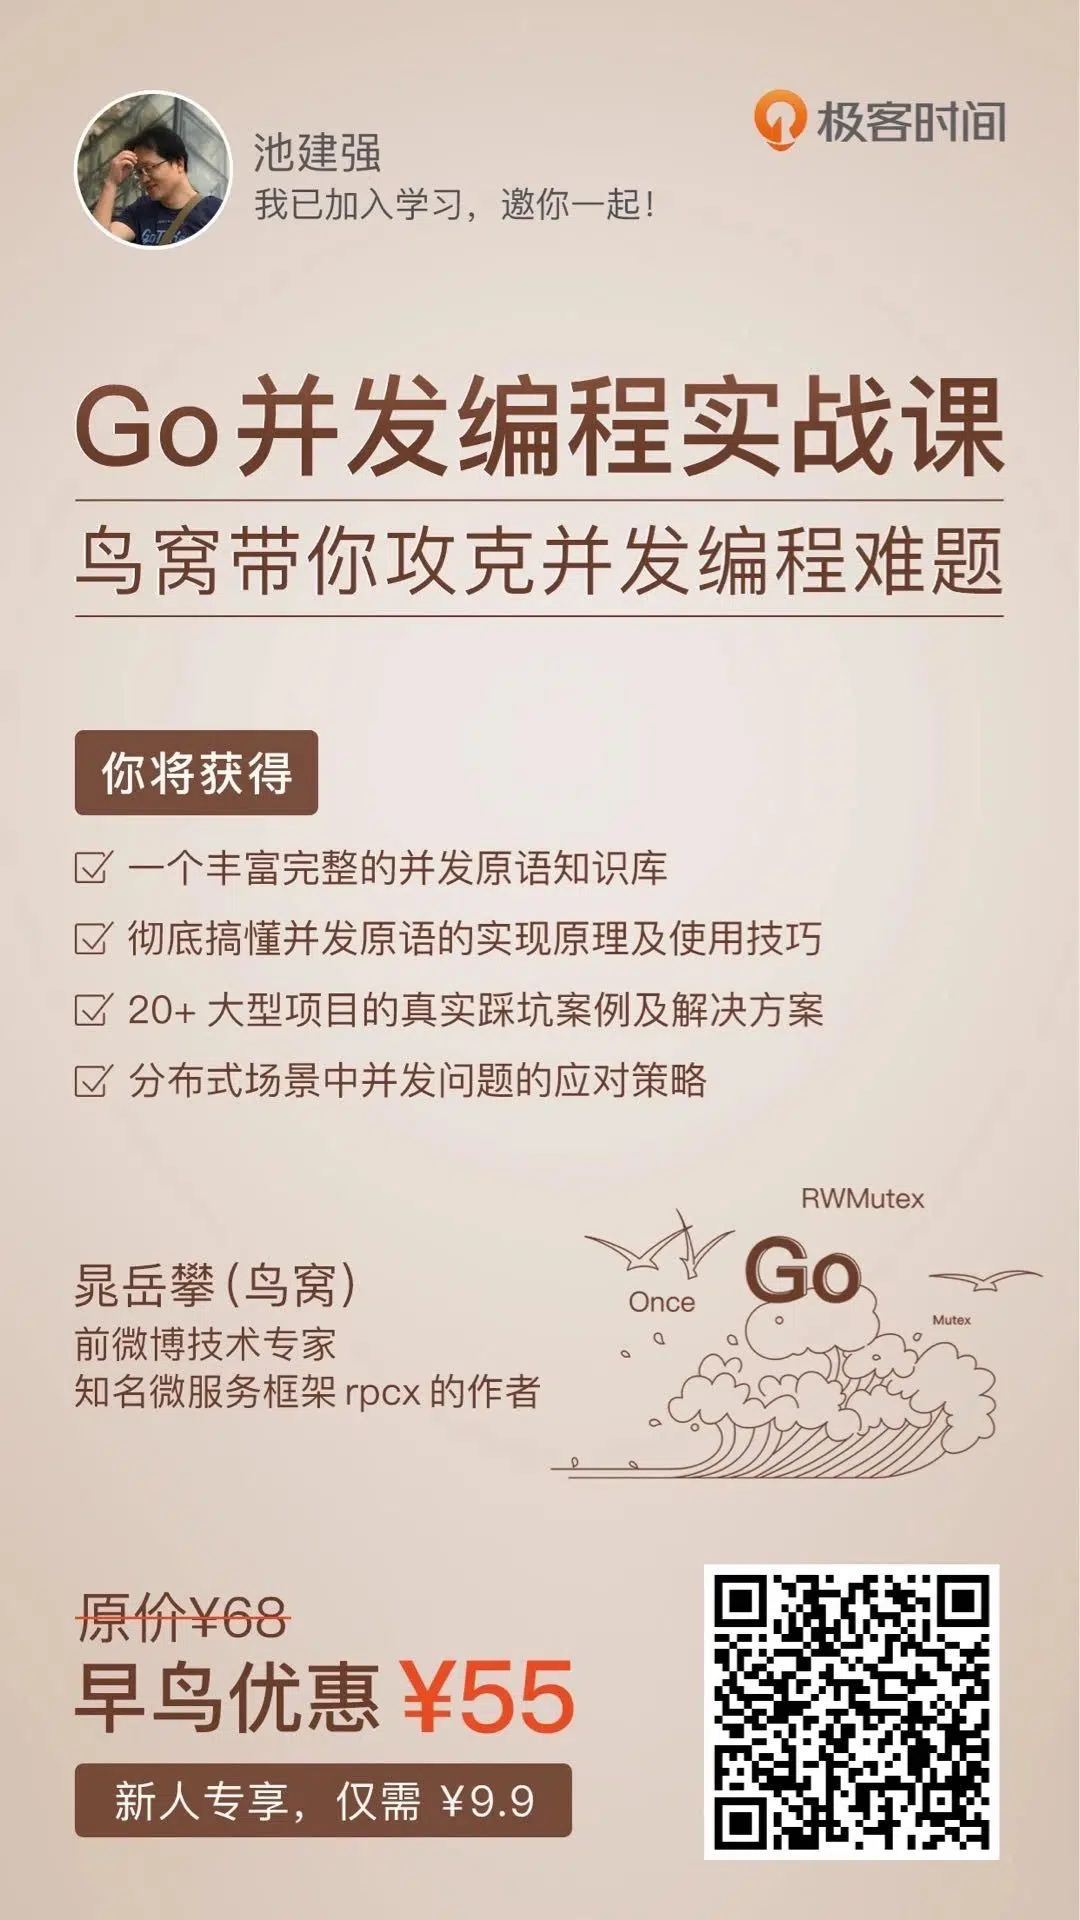 池建强
我已加入学习，邀你一起！
极客时间
Go并发编程实战课
鸟窝带你攻克并发编程难题
你将获得
一个丰富完整的并发原语知识库
彻底搞懂并发原语的实现原理及使用技巧
20+ 大型项目的真实踩坑案例及解决方案
分布式场景中并发问题的应对策略
RWMutex
Go
Once
Mutex
晁岳攀（鸟窝）
前微博技术专家
知名微服务框架 rpcx 的作者
原价¥68
早鸟优惠 ¥55
新人专享，仅需 ¥9.9